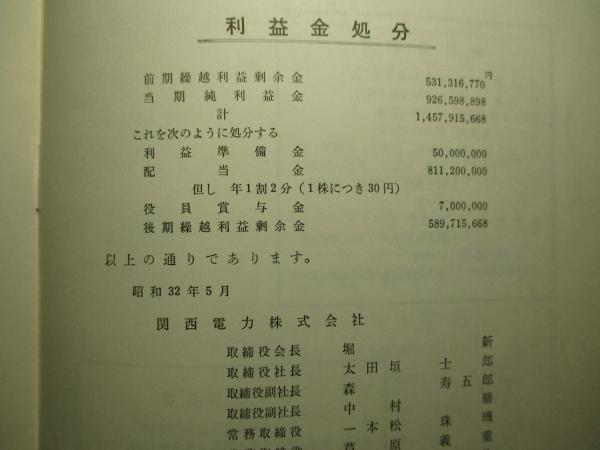 利益金処分
円
前期繰越利益剰余金 531,316,770
当期純利益金 926,598,898
計 1,457,915,668
これを次のように処分する
利益準備金 50,000,000
配当金 811,200,000
但し 年1割2分(1株につき30円)
役員賞与金 7,000,000
後期繰越利益剰余金 589,715,668
以上の通りであります。
昭和32年5月
関西電力株式会社
取締役会長 堀 新
取締役社長 太田垣 士郎
取締役副社長 森 寿五郎
取締役副社長 中村 勝
常務取締役 一本松 珠璣
芦原 義重